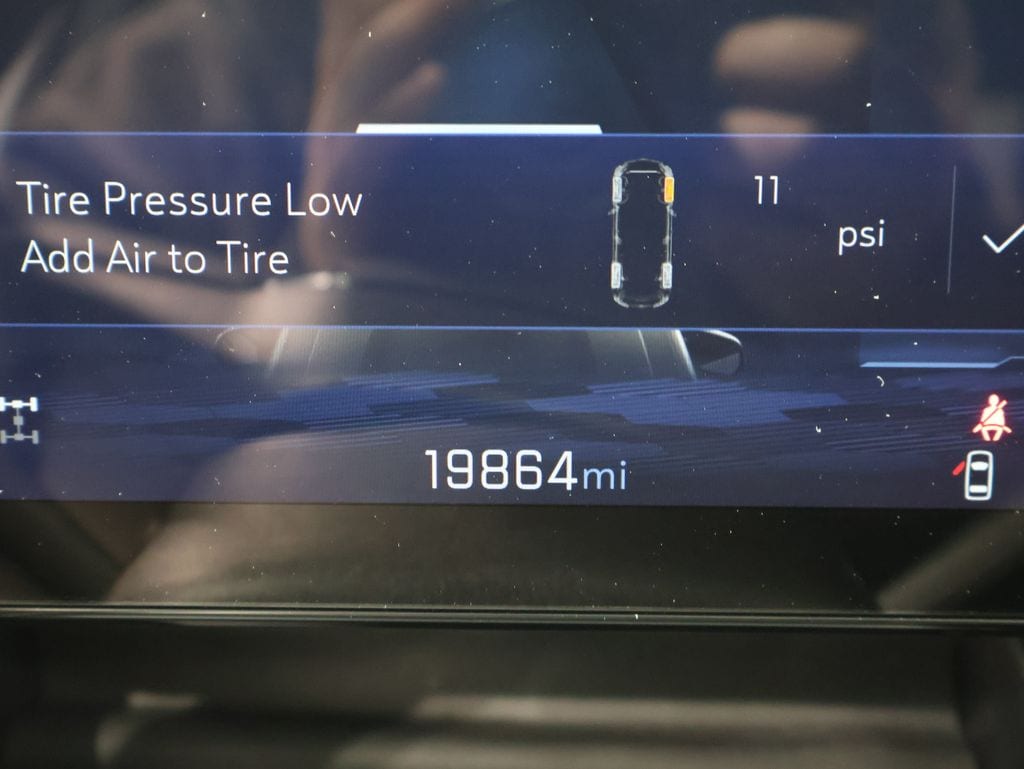 Tire Pressure Low
Add Air to Tire
11
psi
19864mi